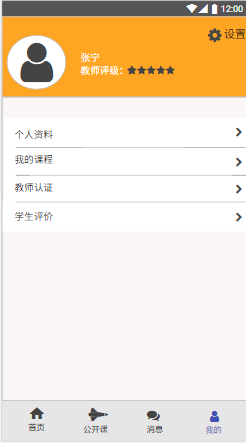 12:00
设置
张宁
教师评级：★★★★★
个人资料
我的课程
教师认证
学生评价
首页 公开课 消息 我的